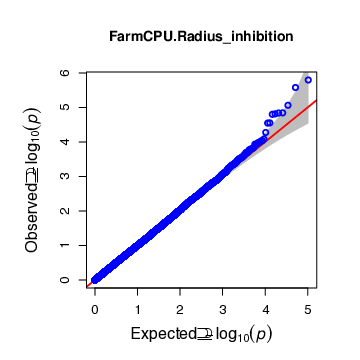 FarmCPU.Radius_inhibition
6
5
4
3
2
1
0
Observed log₁₀(p)
0 1 2 3 4 5
Expected log₁₀(p)